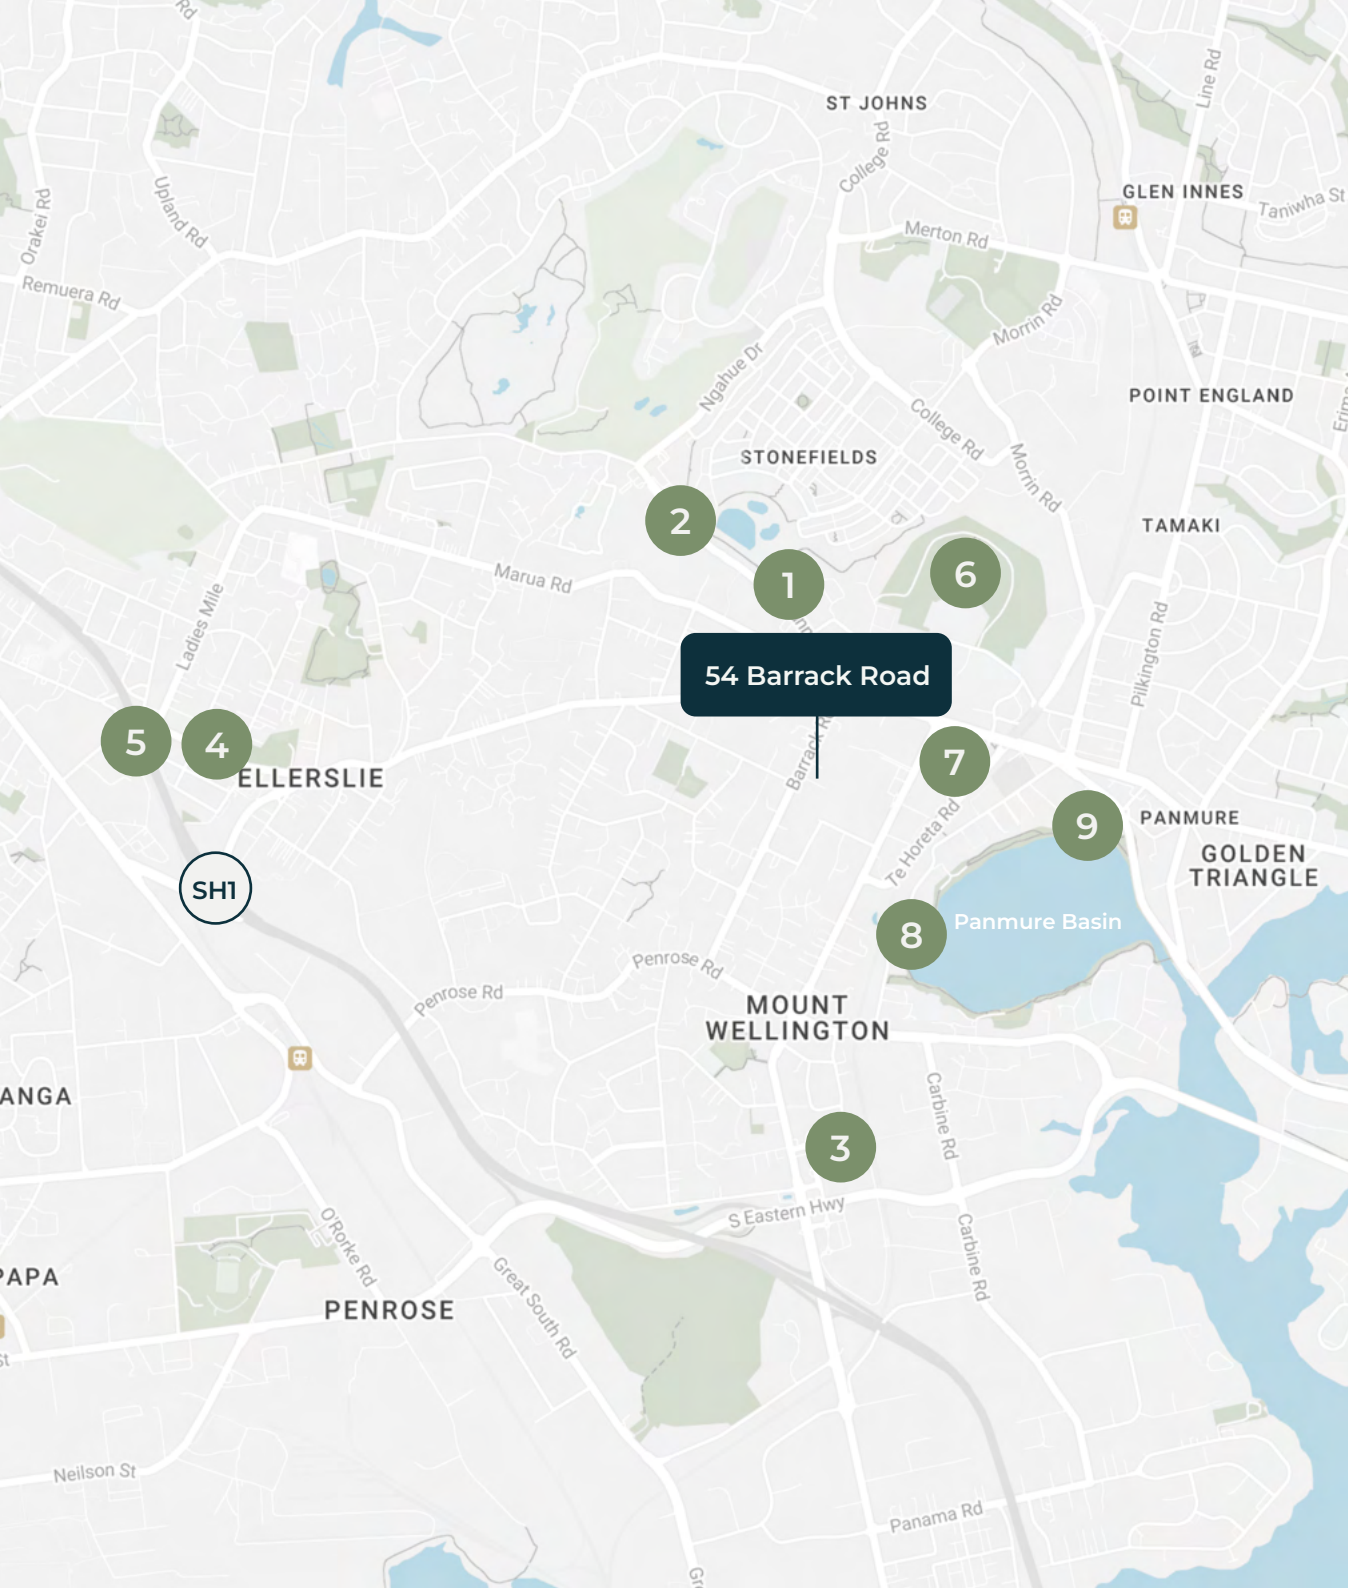 Rd
ST JOHNS
Line Rd
College Rd
GLEN INNES
Taniwha St
Upland Rd
Orakei Rd
Merton Rd
Remuera Rd
Morrin Rd
Ngahue Dr
POINT ENGLAND
College Rd
STONEFIELDS
Morrin Rd
2
TAMAKI
Marua Rd
1
6
Ladies Mile
54 Barrack Road
Pilkington Rd
5
4
ELLERSLIE
Barrack R
7
9
PANMURE
Te Horeta Rd
GOLDEN
TRIANGLE
SH1
8
Panmure Basin
Penrose Rd
Penrose Rd
MOUNT
WELLINGTON
ANGA
Carbine Rd
3
S Eastern Hwy
O'Rorke Rd
Carbine Rd
PAPA
Great South Rd
PENROSE
St
Neilson St
Panama Rd
Gr